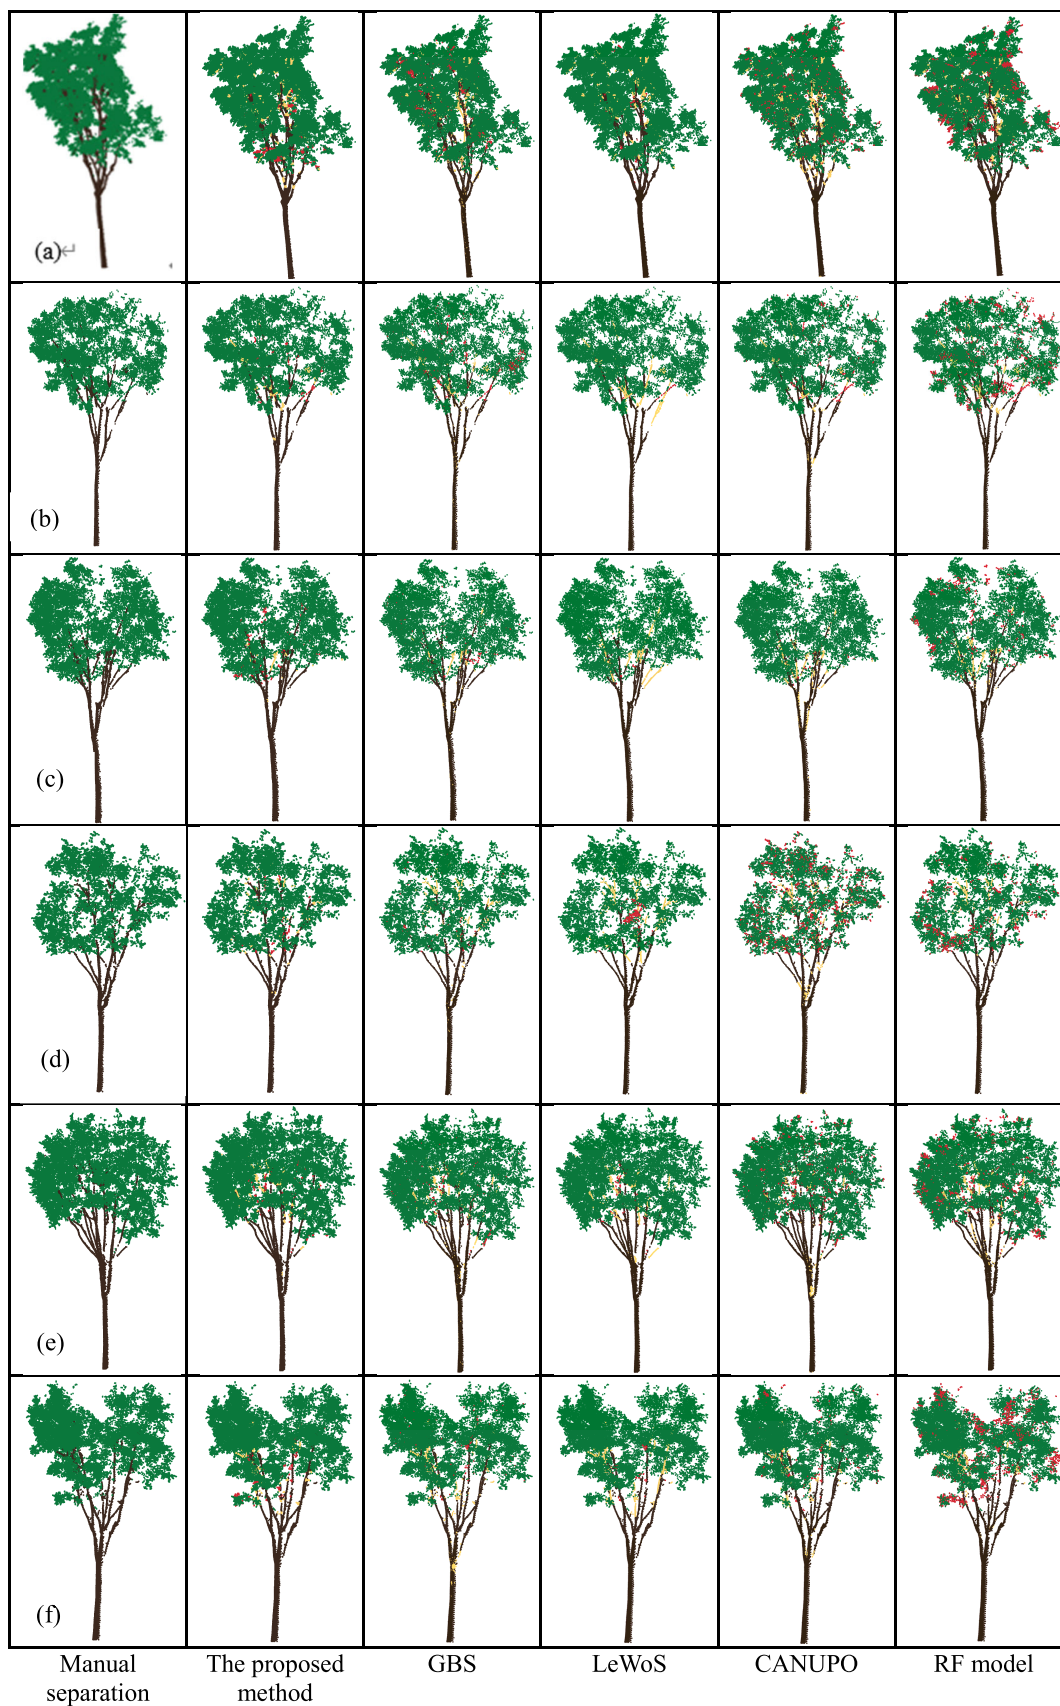 (a)↵
(b)
(c)
(d)
(e)
(f)
Manual separation
The proposed method
GBS
LeWoS
CANUPO
RF model